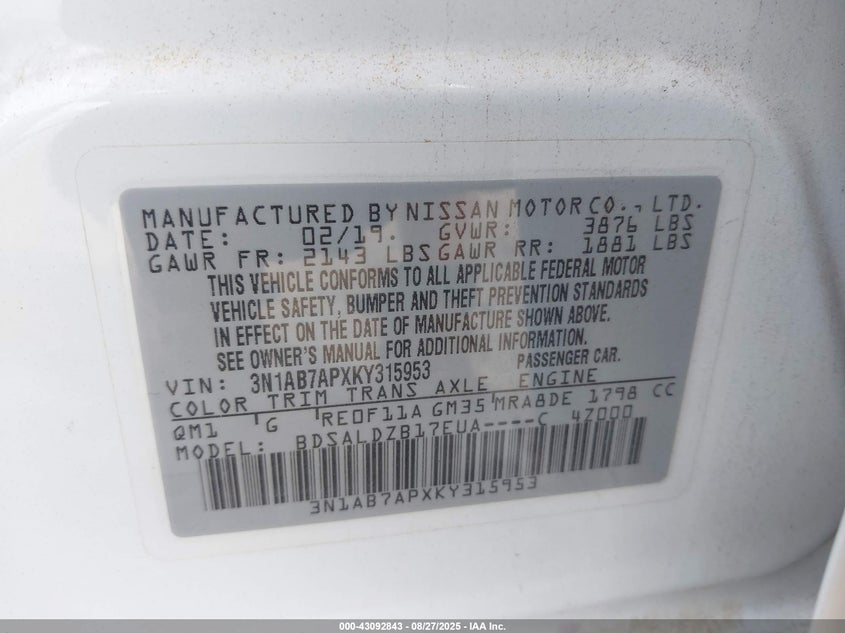 MANUFACTURED BY NISSAN MOTOR CO., LTD.
DATE: 02/19. GVWR: 3876 LBS
GAWR FR: 2143 LBS GAWR RR: 1881 LBS
THIS VEHICLE CONFORMS TO ALL APPLICABLE FEDERAL MOTOR
VEHICLE SAFETY, BUMPER AND THEFT PREVENTION STANDARDS
IN EFFECT ON THE DATE OF MANUFACTURE SHOWN ABOVE.
SEE OWNER'S MANUAL FOR ADDITIONAL INFORMATION.
VIN: 3N1AB7APXKY315953 PASSENGER CAR.
COLOR TRIM TRANS AXLE ENGINE
QM1 G RE0F11A GM35 MRA8DE 1798 CC
MODEL: BDSALDZB17EUA----C 4Z000
3N1AB7APXKY315953
000-43092843 - 08/27/2025 - IAA Inc.